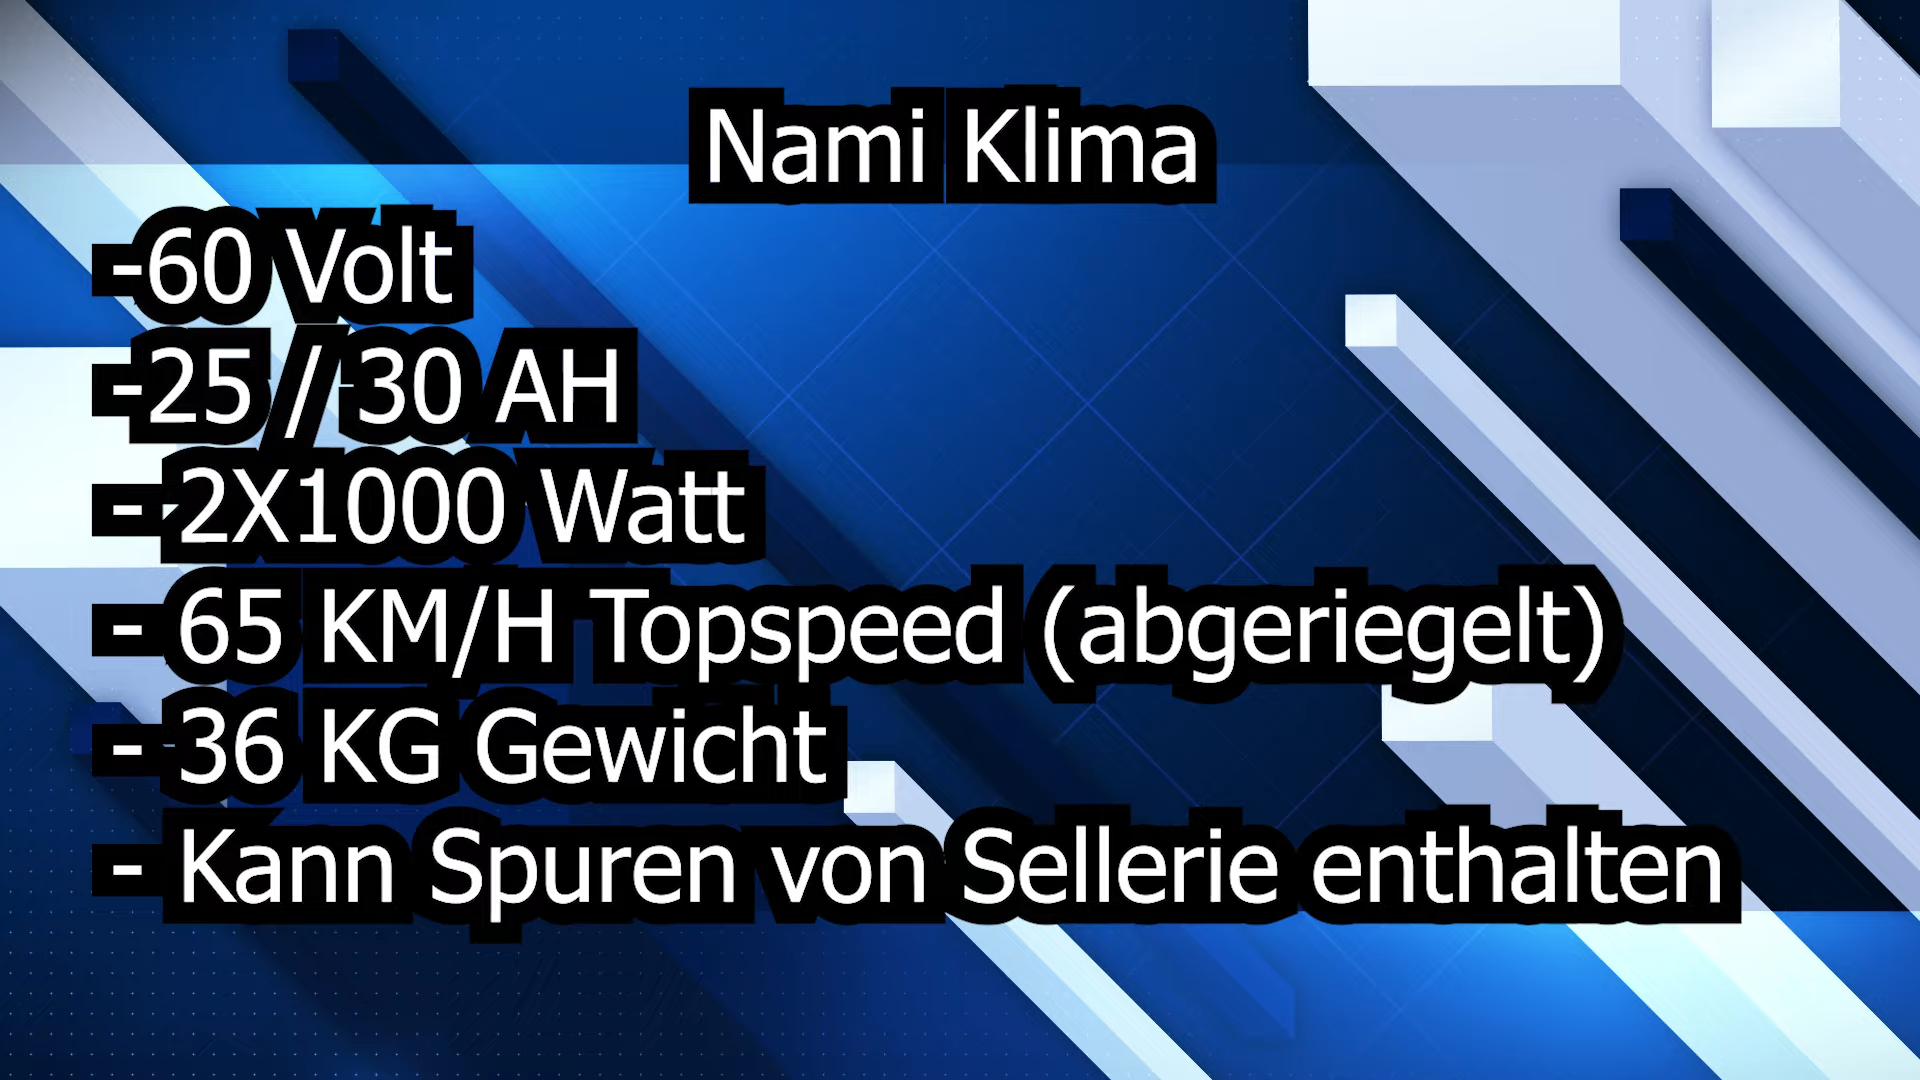 Nami Klima
-60 Volt
-25 / 30 AH
- 2X1000 Watt
- 65 KM/H Topspeed (abgeriegelt)
- 36 KG Gewicht
- Kann Spuren von Sellerie enthalten